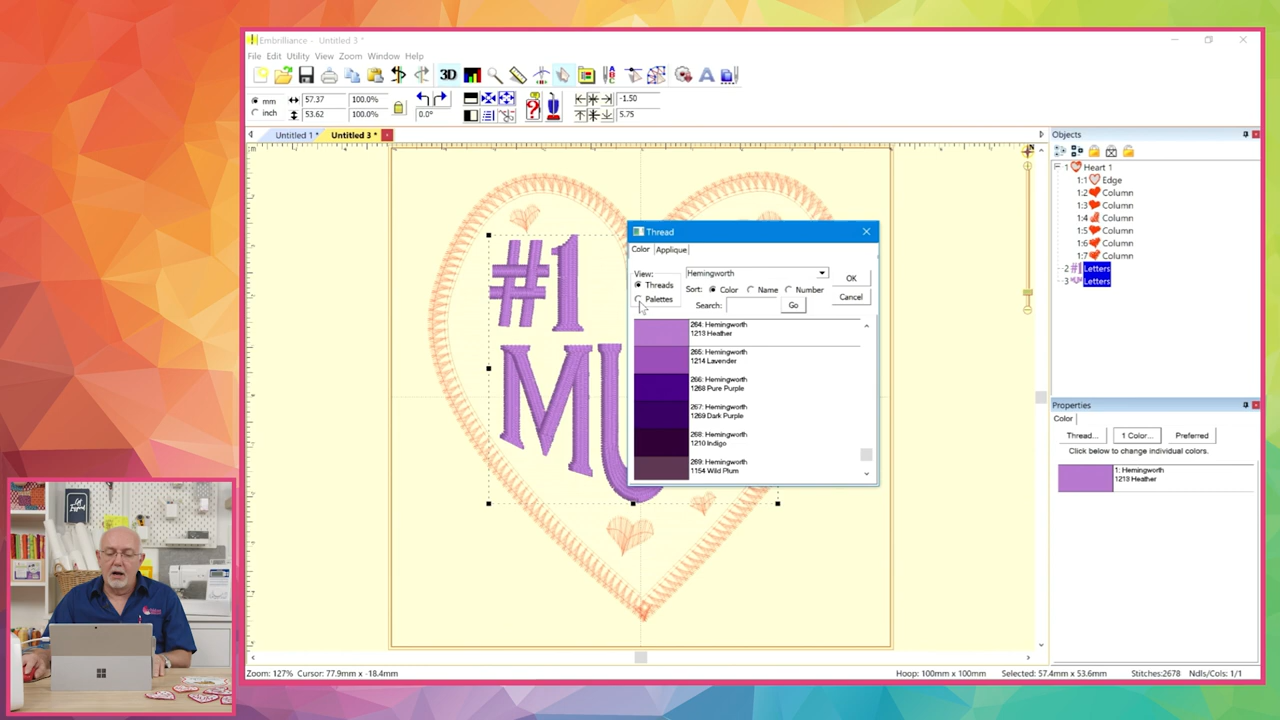 Embrilliance - Untitled 3 *
File Edit Utility View Zoom Window Help
3D
mm 57.37 100.0% -1.50
inch 53.62 100.0% 0.0° 5.75
Untitled 1 * Untitled 3 *
Objects
1 Heart 1
1:1 Edge
1:2 Column
1:3 Column
1:4 Column
1:5 Column
1:6 Column
1:7 Column
2 #1 Letters
3 Letters
#1
MU
Thread
Color Applique
View: Hemingworth OK
Threads Sort: Color Name Number
Palettes Search: Go Cancel
264: Hemingworth
1213 Heather
265: Hemingworth
1214 Lavender
266: Hemingworth
1268 Pure Purple
267: Hemingworth
1269 Dark Purple
268: Hemingworth
1210 Indigo
269: Hemingworth
1154 Wild Plum
Properties
Color
Thread... 1 Color... Preferred
Click below to change individual colors.
1: Hemingworth
1213 Heather
Zoom: 127% Cursor: 77.9mm x -18.4mm Hoop: 100mm x 100mm Selected: 57.4mm x 53.6mm Stitches:2678 Ndls/Cols: 1/1